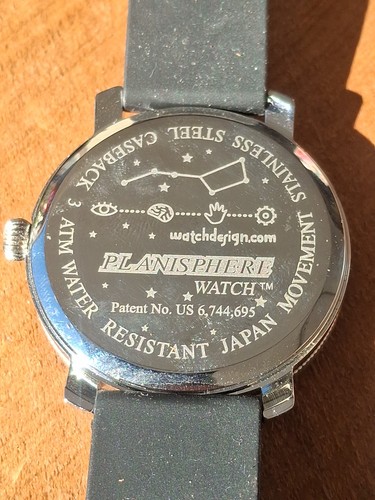 STAINLESS STEEL CASEBACK 3 ATM WATER RESISTANT JAPAN MOVEMENT
watchdesign.com
PLANISPHERE
WATCH™
Patent No. US 6,744,695